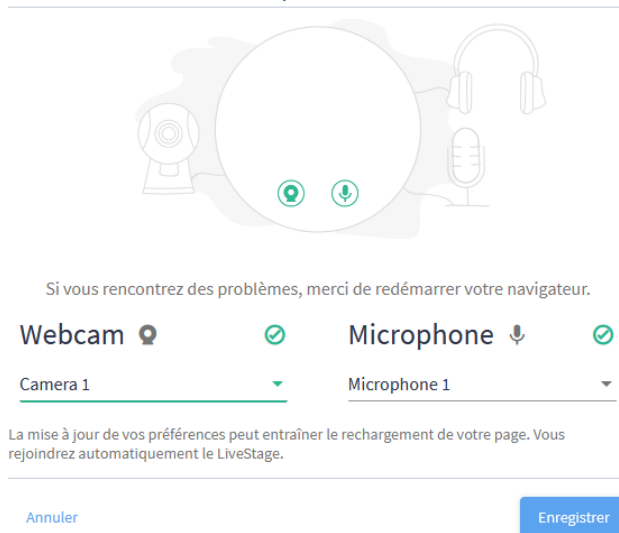 Si vous rencontrez des problèmes, merci de redémarrer votre navigateur.
Webcam
Microphone
Camera 1
Microphone 1
La mise à jour de vos préférences peut entraîner le rechargement de votre page. Vous
rejoindrez automatiquement le LiveStage.
Annuler
Enregistrer